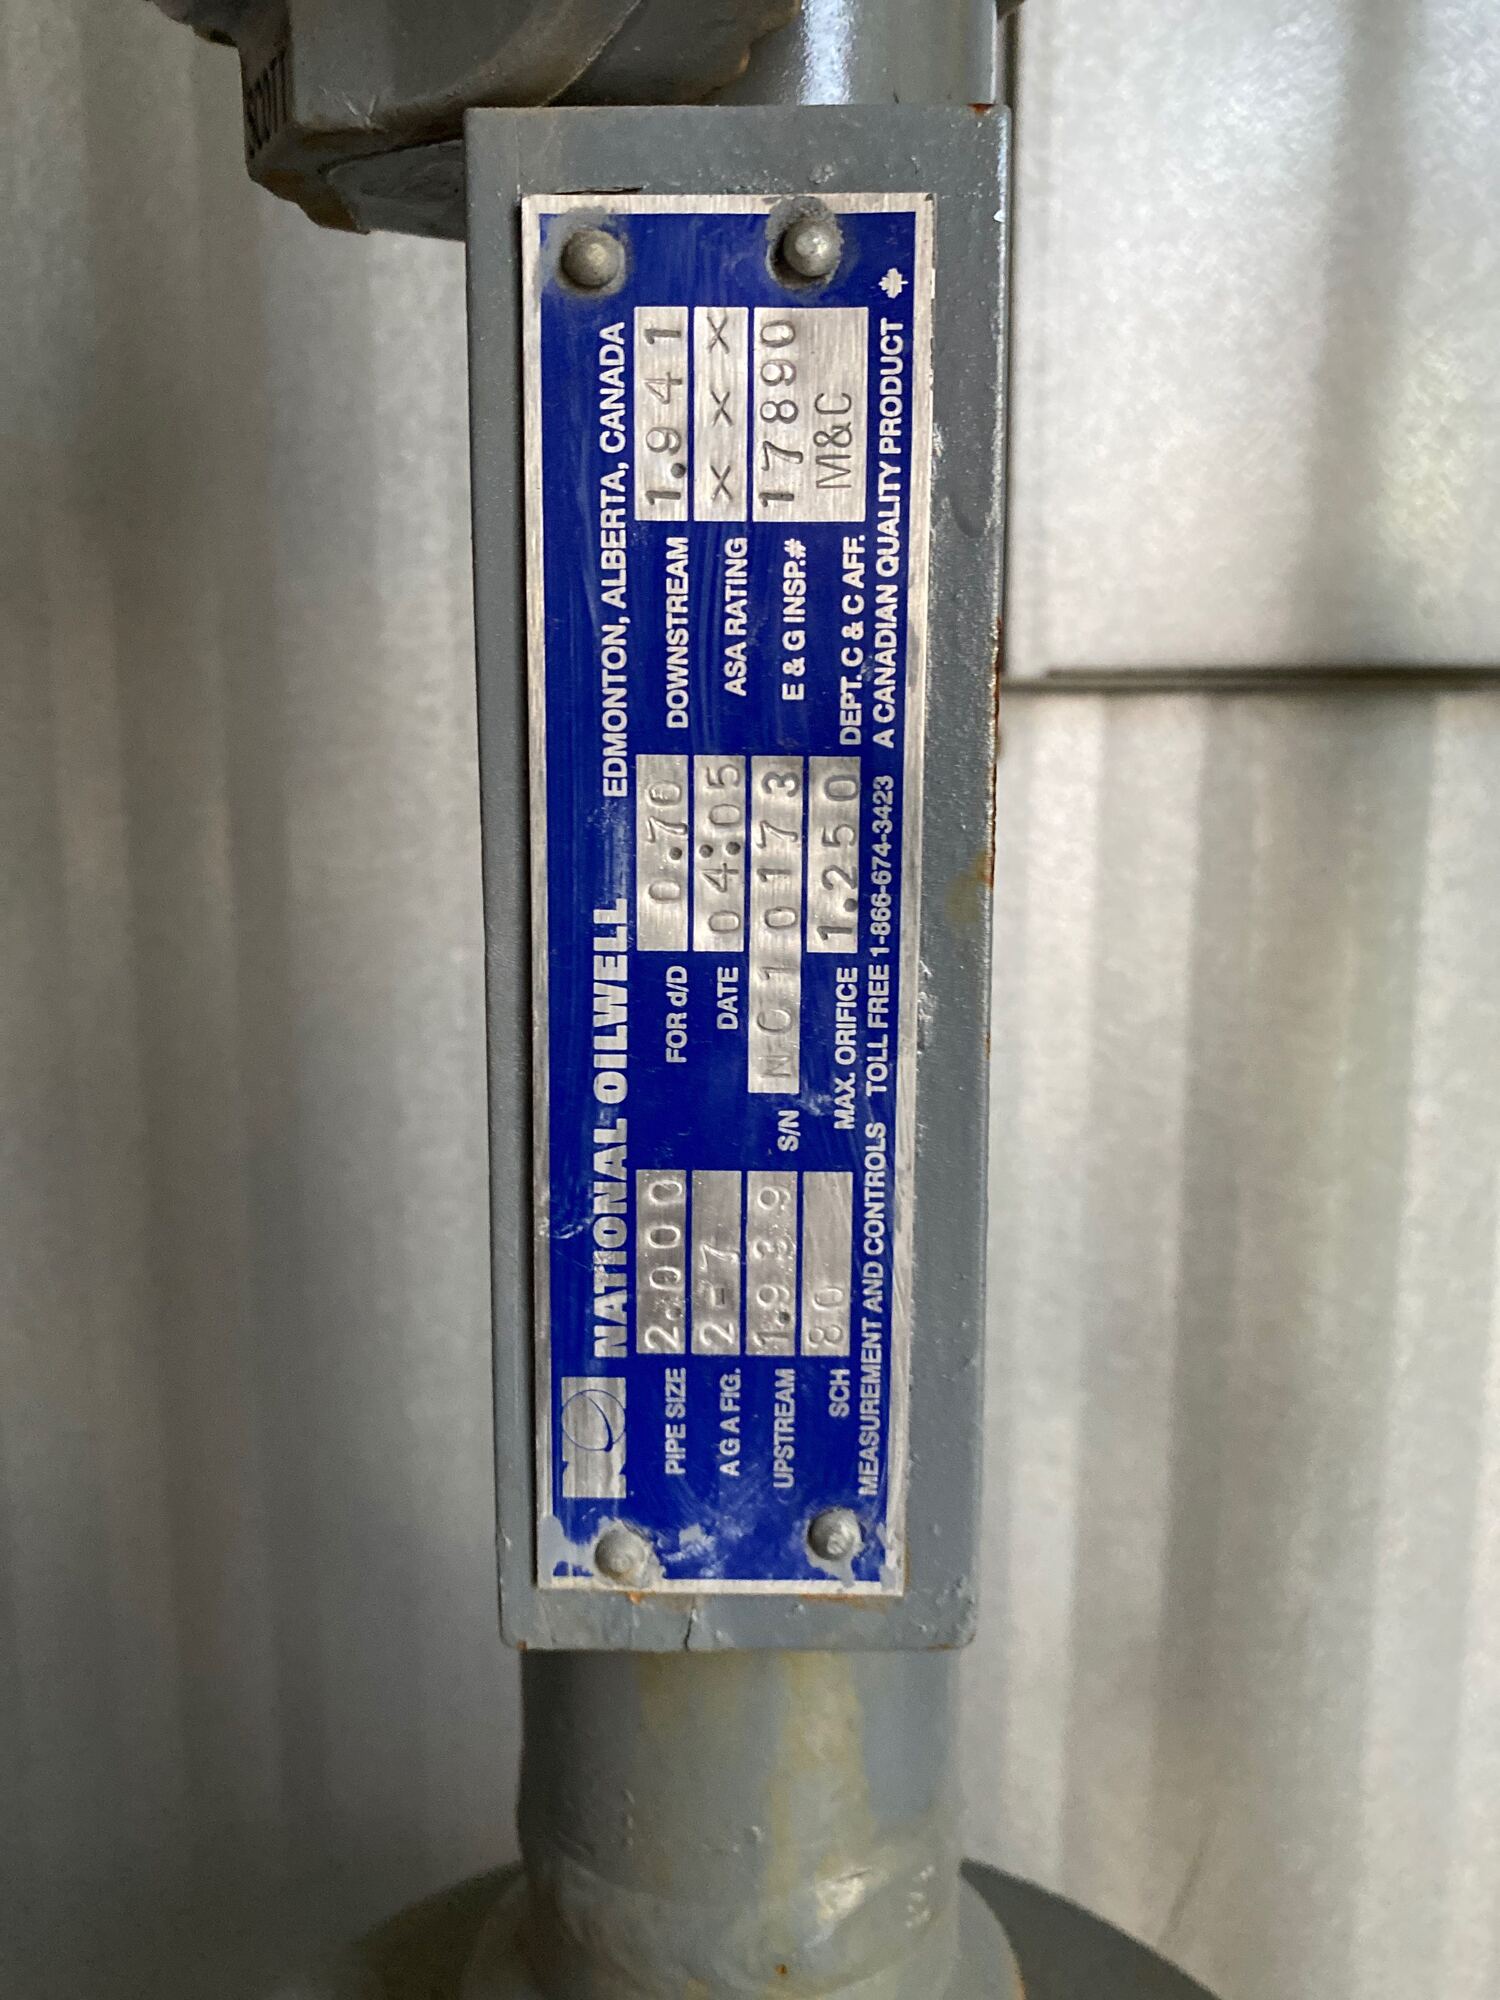 SCOTT
NATIONAL OILWELL EDMONTON, ALBERTA, CANADA
PIPE SIZE 2.000 FOR d/D 0.70 DOWNSTREAM 1.941
A G A FIG. 2-7 DATE 04:05 ASA RATING X X X
UPSTREAM 1.939 S/N NC10173 E & G INSP.# 17890
SCH 80 MAX. ORIFICE 1.250 DEPT. C & C AFF. M&C
MEASUREMENT AND CONTROLS TOLL FREE 1-866-674-3423 A CANADIAN QUALITY PRODUCT